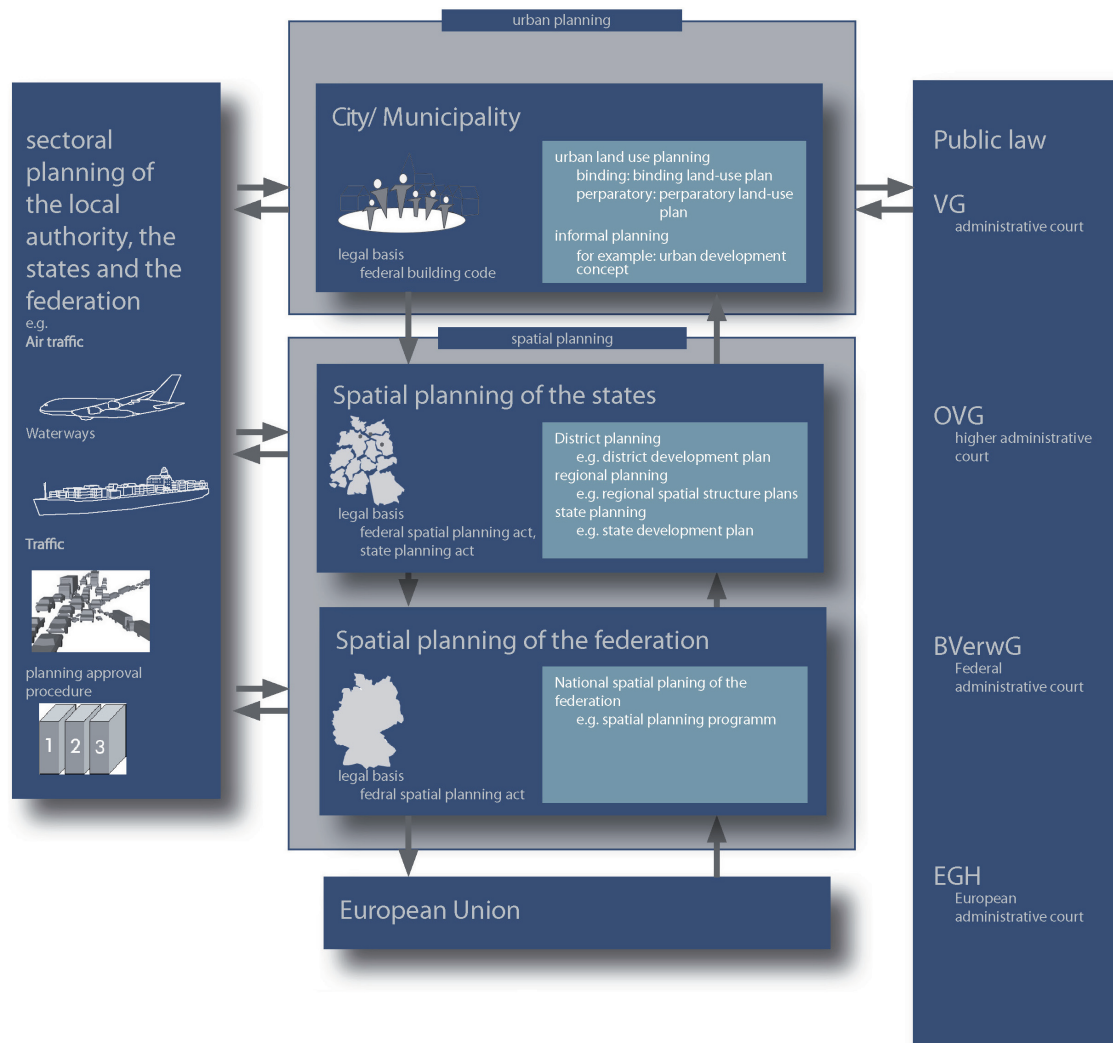 urban planning
sectoral
planning of
the local
authority, the
states and the
federation
e.g.
Air traffic
Waterways
Traffic
planning approval
procedure
1 2 3
City/ Municipality
legal basis
federal building code
urban land use planning
binding: binding land-use plan
perparatory: perparatory land-use
plan
informal planning
for example: urban development
concept
spatial planning
Spatial planning of the states
legal basis
federal spatial planning act,
state planning act
District planning
e.g. district development plan
regional planning
e.g. regional spatial structure plans
state planning
e.g. state development plan
Spatial planning of the federation
legal basis
fedral spatial planning act
National spatial planing of the
federation
e.g. spatial planning programm
European Union
Public law
VG
administrative court
OVG
higher administrative
court
BVerwG
Federal
administrative court
EGH
European
administrative court